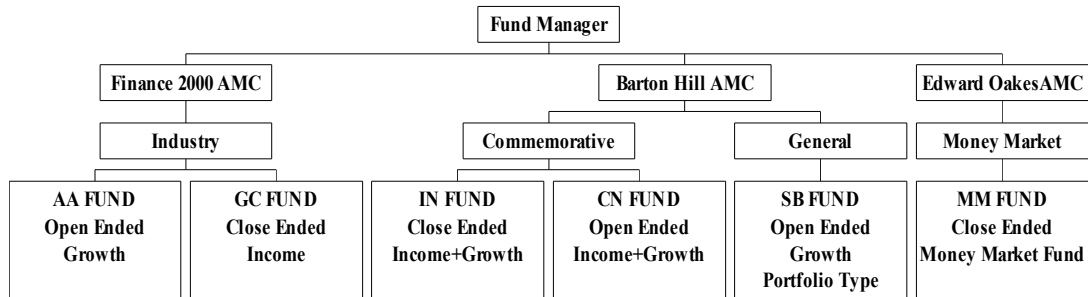 Fund Manager
Finance 2000 AMC
Barton Hill AMC
Edward OakesAMC
Industry
Commemorative
General
Money Market
AA FUND
Open Ended
Growth
GC FUND
Close Ended
Income
IN FUND
Close Ended
Income+Growth
CN FUND
Open Ended
Income+Growth
SB FUND
Open Ended
Growth
Portfolio Type
MM FUND
Close Ended
Money Market Fund